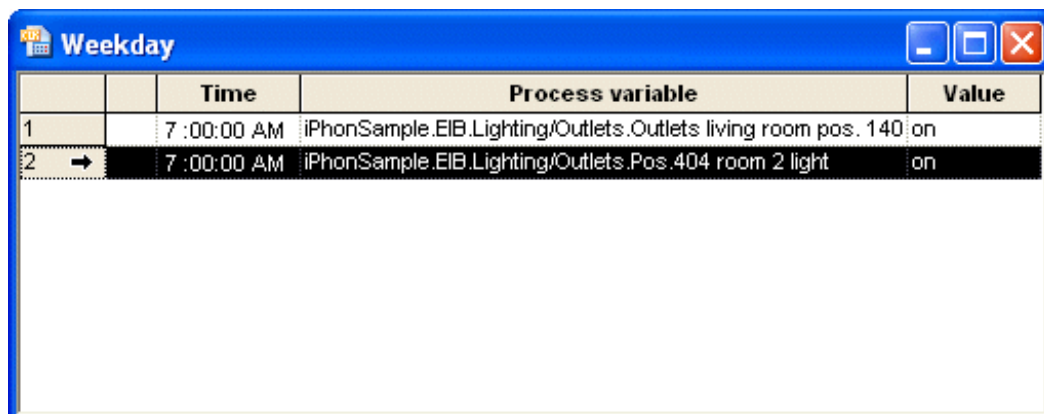 Weekday
Time Process variable Value
1 7 :00:00 AM iPhonSample.EIB.Lighting/Outlets.Outlets living room pos. 140 on
2 7 :00:00 AM iPhonSample.EIB.Lighting/Outlets.Pos.404 room 2 light on